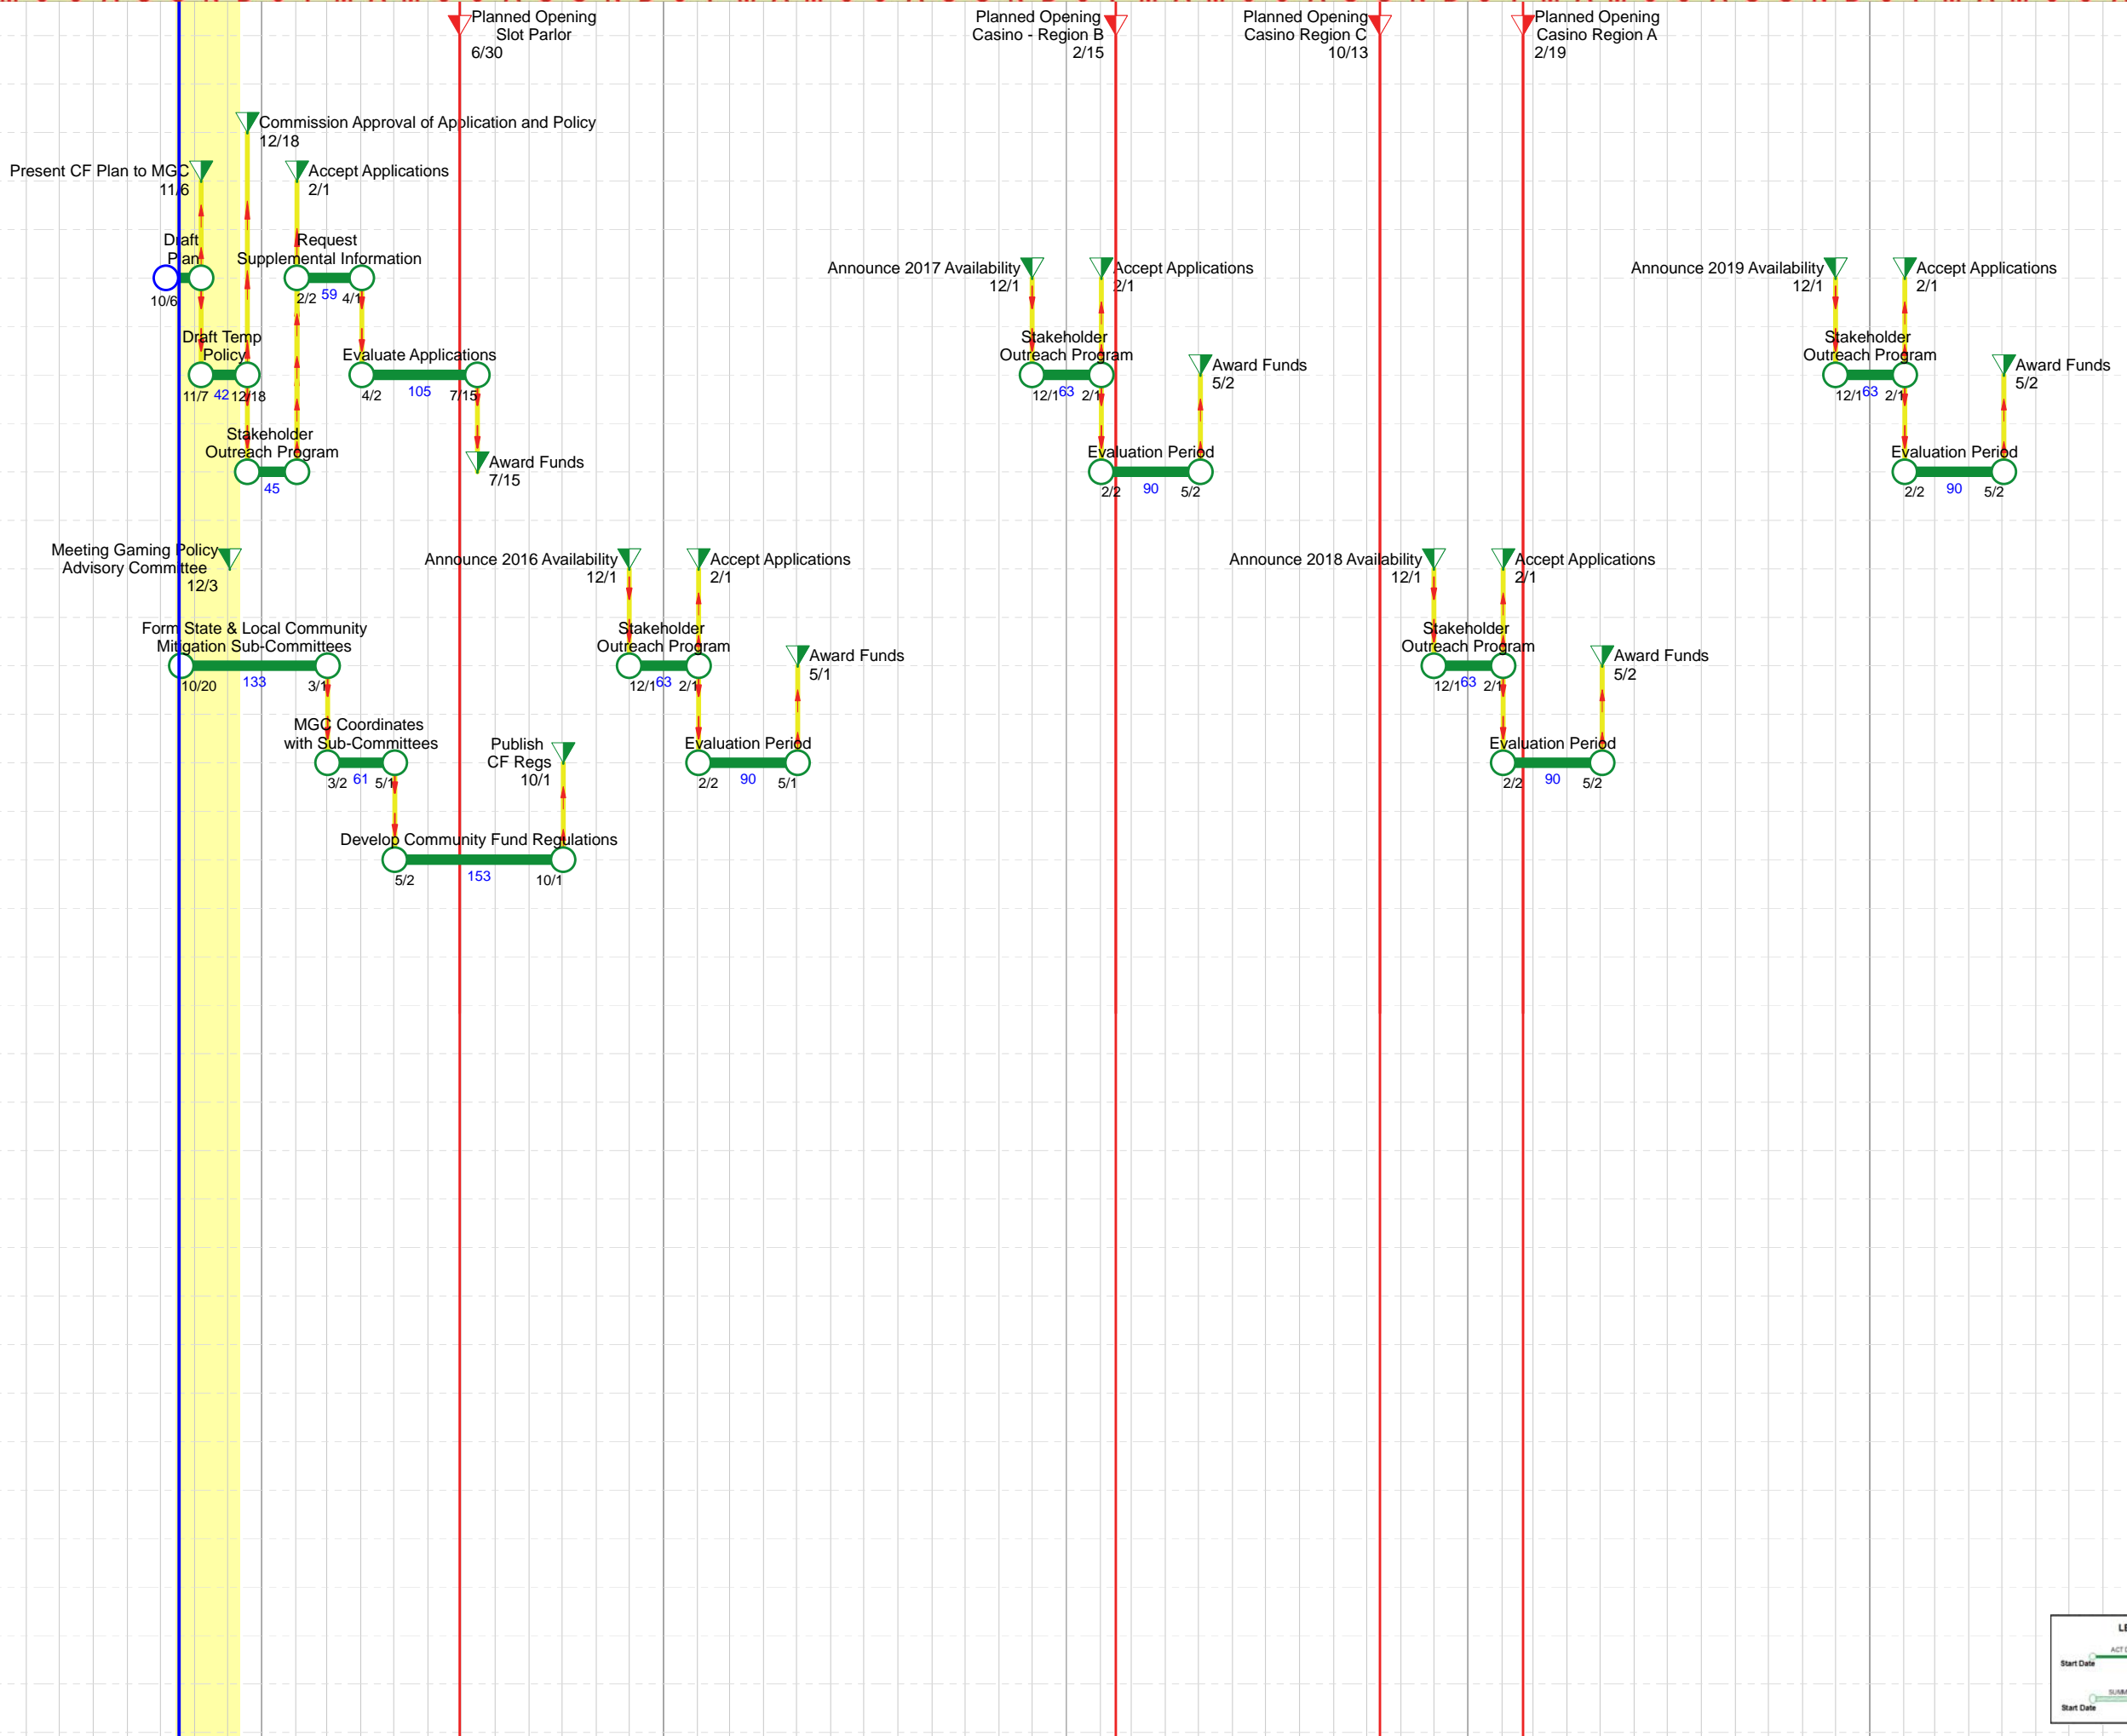 Planned Opening
Slot Parlor
6/30
Planned Opening
Casino - Region B
2/15
Planned Opening
Casino Region C
10/13
Planned Opening
Casino Region A
2/19
Commission Approval of Application and Policy
12/18
Present CF Plan to MGC
11/6
Accept Applications
2/1
Draft
Plan
10/6
Request
Supplemental Information
2/2 59 4/1
Announce 2017 Availability
12/1
Accept Applications
2/1
Announce 2019 Availability
12/1
Accept Applications
2/1
Draft Temp
Policy
11/7 42 12/18
Evaluate Applications
4/2 105 7/15
Stakeholder
Outreach Program
12/1 63 2/1
Award Funds
5/2
Stakeholder
Outreach Program
12/1 63 2/1
Award Funds
5/2
Stakeholder
Outreach Program
45
Award Funds
7/15
Evaluation Period
2/2 90 5/2
Evaluation Period
2/2 90 5/2
Meeting Gaming Policy
Advisory Committee
12/3
Announce 2016 Availability
12/1
Accept Applications
2/1
Announce 2018 Availability
12/1
Accept Applications
2/1
Form State & Local Community
Mitigation Sub-Committees
10/20 133 3/1
Stakeholder
Outreach Program
12/1 63 2/1
Award Funds
5/1
Stakeholder
Outreach Program
12/1 63 2/1
Award Funds
5/2
MGC Coordinates
with Sub-Committees
3/2 61 5/1
Publish
CF Regs
10/1
Evaluation Period
2/2 90 5/1
Evaluation Period
2/2 90 5/2
Develop Community Fund Regulations
5/2 153 10/1
Start Date
Start Date